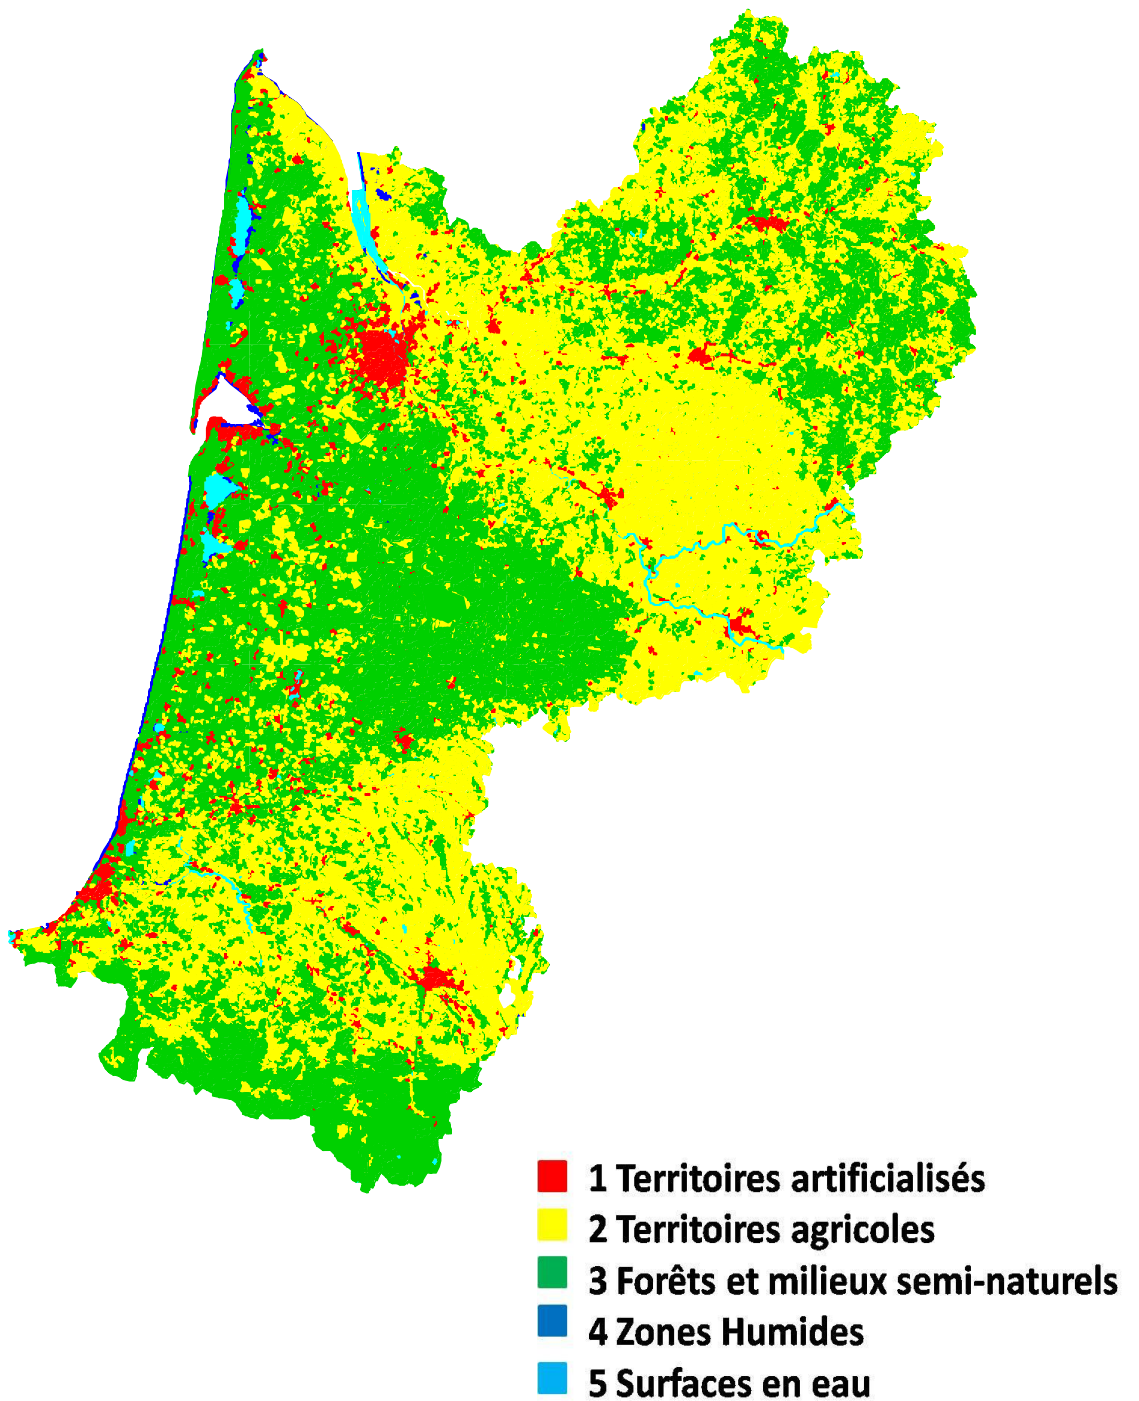 1 Territoires artificialisés
2 Territoires agricoles
3 Forêts et milieux semi-naturels
4 Zones Humides
5 Surfaces en eau